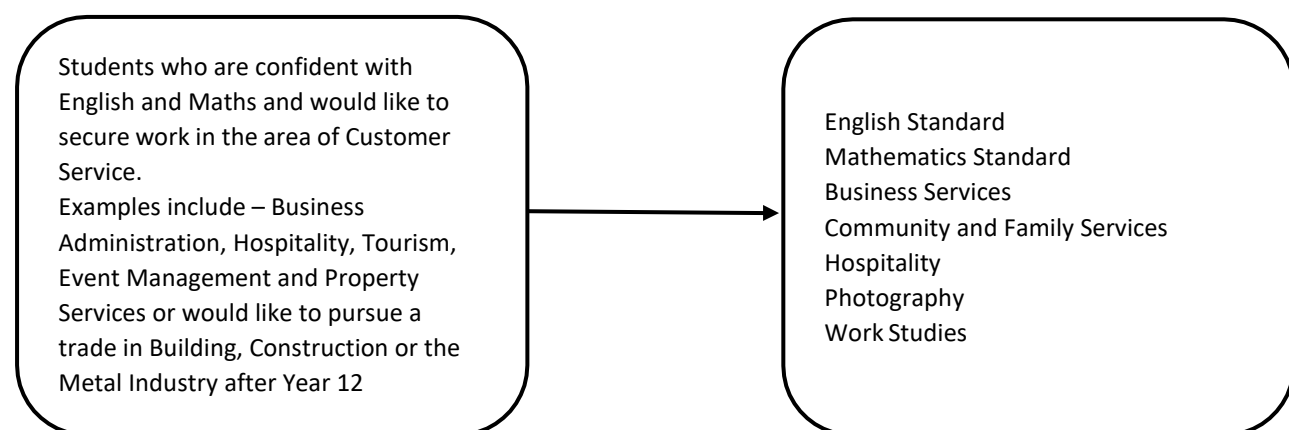 Students who are confident with
English and Maths and would like to
secure work in the area of Customer
Service.
Examples include – Business
Administration, Hospitality, Tourism,
Event Management and Property
Services or would like to pursue a
trade in Building, Construction or the
Metal Industry after Year 12
English Standard
Mathematics Standard
Business Services
Community and Family Services
Hospitality
Photography
Work Studies